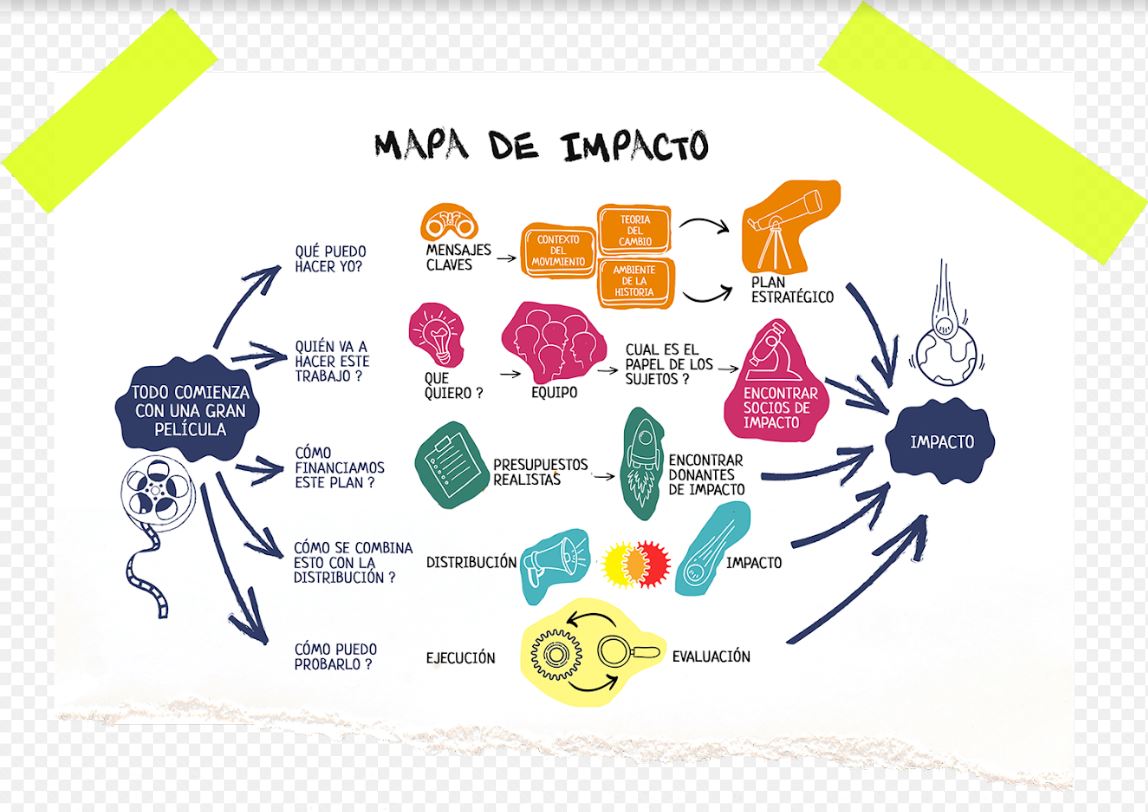 MAPA DE IMPACTO
QUÉ PUEDO
HACER YO?
MENSAJES
CLAVES
CONTEXTO
DEL
MOVIMIENTO
TEORIA
DEL
CAMBIO
AMBIENTE
DE LA
HISTORIA
PLAN
ESTRATÉGICO
TODO COMIENZA
CON UNA GRAN
PELÍCULA
QUIÉN VA A
HACER ESTE
TRABAJO ?
QUE
QUIERO ?
EQUIPO
CUAL ES EL
PAPEL DE LOS
SUJETOS ?
ENCONTRAR
SOCIOS DE
IMPACTO
IMPACTO
CÓMO
FINANCIAMOS
ESTE PLAN ?
PRESUPUESTOS
REALISTAS
ENCONTRAR
DONANTES
DE IMPACTO
CÓMO SE COMBINA
ESTO CON LA
DISTRIBUCIÓN ?
DISTRIBUCIÓN
IMPACTO
CÓMO PUEDO
PROBARLO ?
EJECUCIÓN
EVALUACIÓN